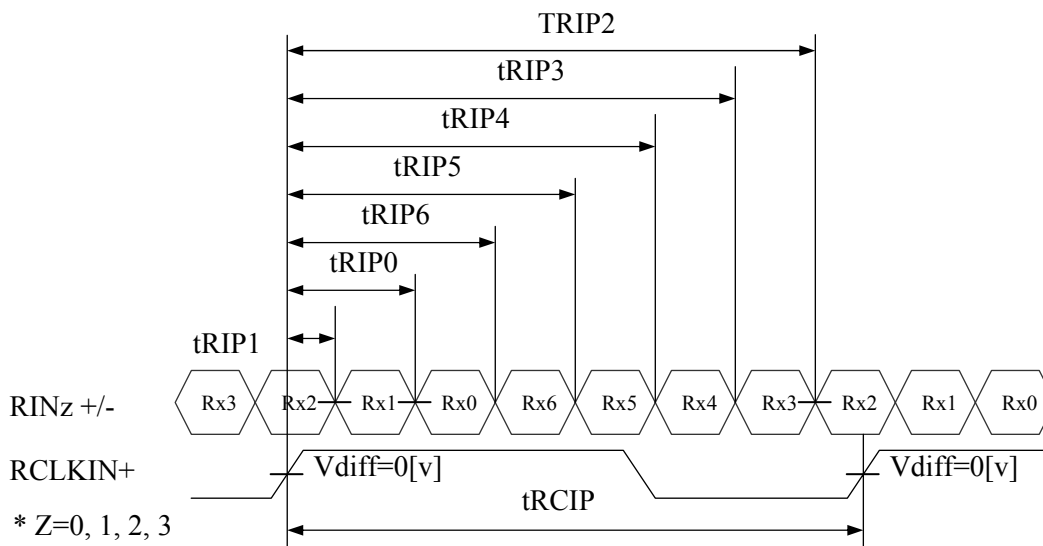 TRIP2
tRIP3
tRIP4
tRIP5
tRIP6
tRIP0
tRIP1
RINz +/- Rx3 Rx2 Rx1 Rx0 Rx6 Rx5 Rx4 Rx3 Rx2 Rx1 Rx0
RCLKIN+ Vdiff=0[v] Vdiff=0[v]
tRCIP
* Z=0, 1, 2, 3